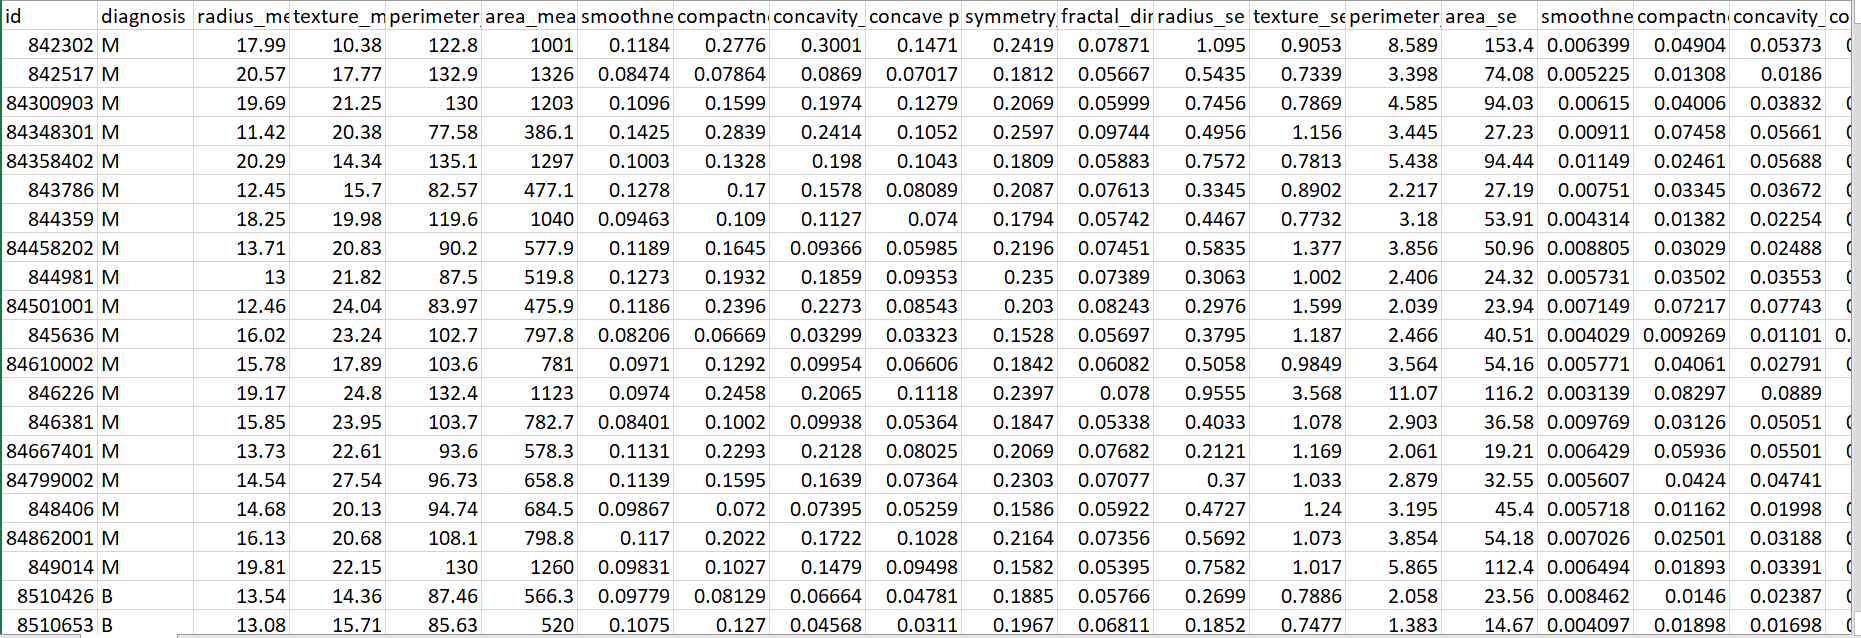 id diagnosis radius_me texture_m perimeter_ area_mea smoothne compactn concavity_ concave p symmetry_ fractal_dir radius_se texture_se perimeter_ area_se smoothne compactn concavity_ co
842302 M 17.99 10.38 122.8 1001 0.1184 0.2776 0.3001 0.1471 0.2419 0.07871 1.095 0.9053 8.589 153.4 0.006399 0.04904 0.05373
842517 M 20.57 17.77 132.9 1326 0.08474 0.07864 0.0869 0.07017 0.1812 0.05667 0.5435 0.7339 3.398 74.08 0.005225 0.01308 0.0186
84300903 M 19.69 21.25 130 1203 0.1096 0.1599 0.1974 0.1279 0.2069 0.05999 0.7456 0.7869 4.585 94.03 0.00615 0.04006 0.03832
84348301 M 11.42 20.38 77.58 386.1 0.1425 0.2839 0.2414 0.1052 0.2597 0.09744 0.4956 1.156 3.445 27.23 0.00911 0.07458 0.05661
84358402 M 20.29 14.34 135.1 1297 0.1003 0.1328 0.198 0.1043 0.1809 0.05883 0.7572 0.7813 5.438 94.44 0.01149 0.02461 0.05688
843786 M 12.45 15.7 82.57 477.1 0.1278 0.17 0.1578 0.08089 0.2087 0.07613 0.3345 0.8902 2.217 27.19 0.00751 0.03345 0.03672
844359 M 18.25 19.98 119.6 1040 0.09463 0.109 0.1127 0.074 0.1794 0.05742 0.4467 0.7732 3.18 53.91 0.004314 0.01382 0.02254
84458202 M 13.71 20.83 90.2 577.9 0.1189 0.1645 0.09366 0.05985 0.2196 0.07451 0.5835 1.377 3.856 50.96 0.008805 0.03029 0.02488
844981 M 13 21.82 87.5 519.8 0.1273 0.1932 0.1859 0.09353 0.235 0.07389 0.3063 1.002 2.406 24.32 0.005731 0.03502 0.03553
84501001 M 12.46 24.04 83.97 475.9 0.1186 0.2396 0.2273 0.08543 0.203 0.08243 0.2976 1.599 2.039 23.94 0.007149 0.07217 0.07743
845636 M 16.02 23.24 102.7 797.8 0.08206 0.06669 0.03299 0.03323 0.1528 0.05697 0.3795 1.187 2.466 40.51 0.004029 0.009269 0.01101 0.
84610002 M 15.78 17.89 103.6 781 0.0971 0.1292 0.09954 0.06606 0.1842 0.06082 0.5058 0.9849 3.564 54.16 0.005771 0.04061 0.02791
846226 M 19.17 24.8 132.4 1123 0.0974 0.2458 0.2065 0.1118 0.2397 0.078 0.9555 3.568 11.07 116.2 0.003139 0.08297 0.0889
846381 M 15.85 23.95 103.7 782.7 0.08401 0.1002 0.09938 0.05364 0.1847 0.05338 0.4033 1.078 2.903 36.58 0.009769 0.03126 0.05051
84667401 M 13.73 22.61 93.6 578.3 0.1131 0.2293 0.2128 0.08025 0.2069 0.07682 0.2121 1.169 2.061 19.21 0.006429 0.05936 0.05501
84799002 M 14.54 27.54 96.73 658.8 0.1139 0.1595 0.1639 0.07364 0.2303 0.07077 0.37 1.033 2.879 32.55 0.005607 0.0424 0.04741
848406 M 14.68 20.13 94.74 684.5 0.09867 0.072 0.07395 0.05259 0.1586 0.05922 0.4727 1.24 3.195 45.4 0.005718 0.01162 0.01998
84862001 M 16.13 20.68 108.1 798.8 0.117 0.2022 0.1722 0.1028 0.2164 0.07356 0.5692 1.073 3.854 54.18 0.007026 0.02501 0.03188
849014 M 19.81 22.15 130 1260 0.09831 0.1027 0.1479 0.09498 0.1582 0.05395 0.7582 1.017 5.865 112.4 0.006494 0.01893 0.03391
8510426 B 13.54 14.36 87.46 566.3 0.09779 0.08129 0.06664 0.04781 0.1885 0.05766 0.2699 0.7886 2.058 23.56 0.008462 0.0146 0.02387
8510653 B 13.08 15.71 85.63 520 0.1075 0.127 0.04568 0.0311 0.1967 0.06811 0.1852 0.7477 1.383 14.67 0.004097 0.01898 0.01698